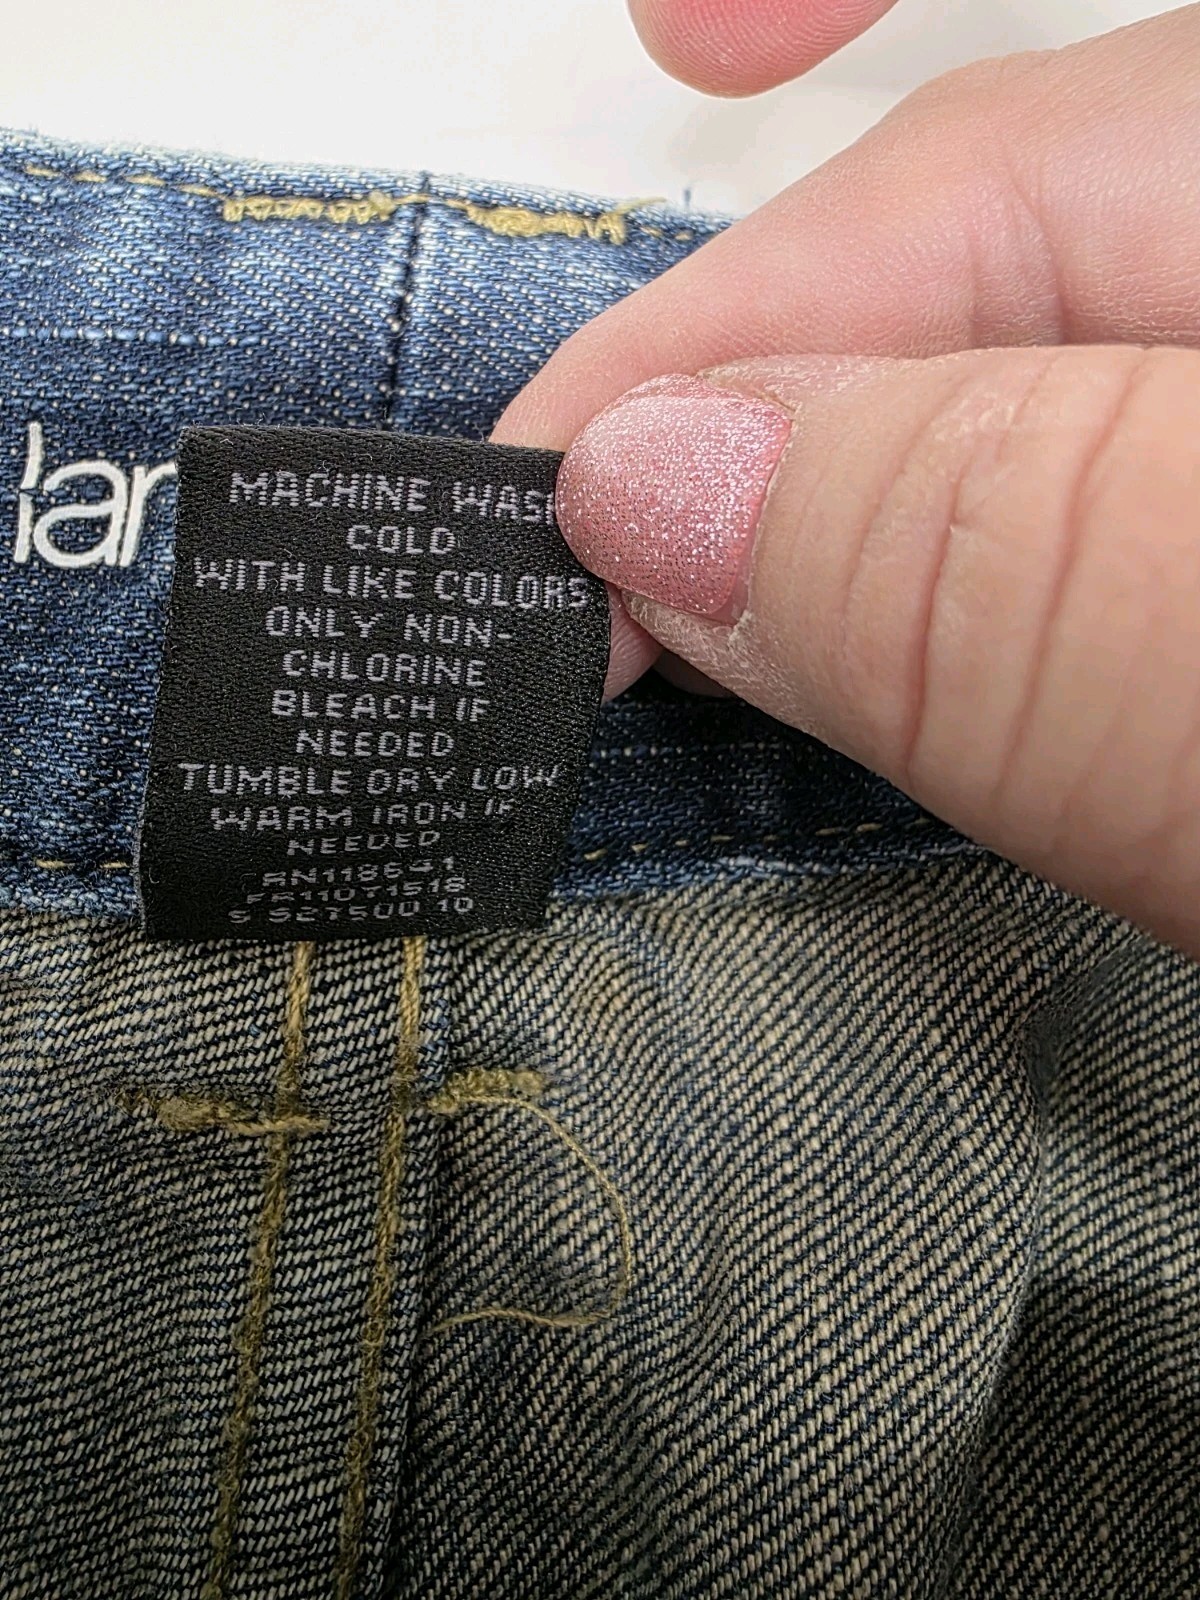 lar
MACHINE WASH
COLD
WITH LIKE COLORS
ONLY NON-
CHLORINE
BLEACH IF
NEEDED
TUMBLE DRY LOW
WARM IRON IF
NEEDED